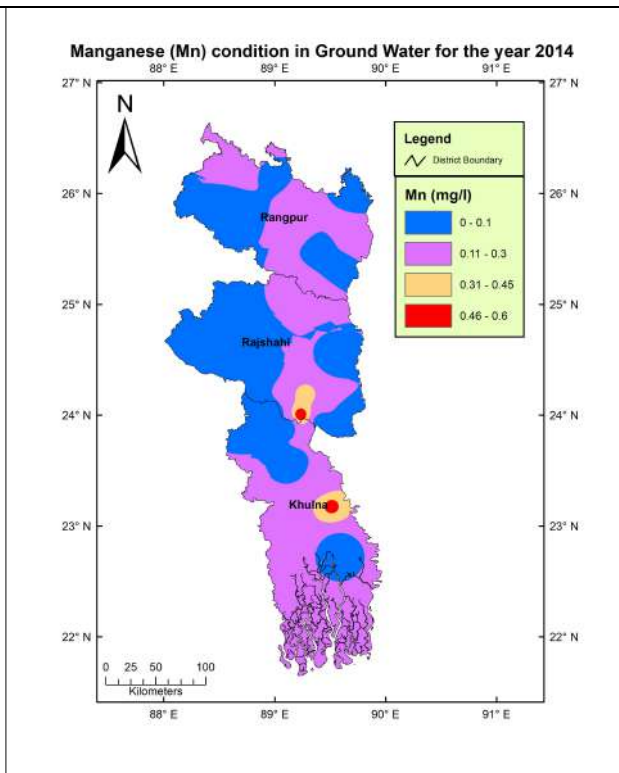 Manganese (Mn) condition in Ground Water for the year 2014
88° E 89° E 90° E 91° E
27° N 27° N
N
Legend
District Boundary
26° N 26° N
Mn (mg/l)
Rangpur
0 - 0.1
0.11 - 0.3
0.31 - 0.45
0.46 - 0.6
25° N 25° N
Rajshahi
24° N 24° N
Khulna
23° N 23° N
22° N 22° N
0 25 50 100
Kilometers
88° E 89° E 90° E 91° E